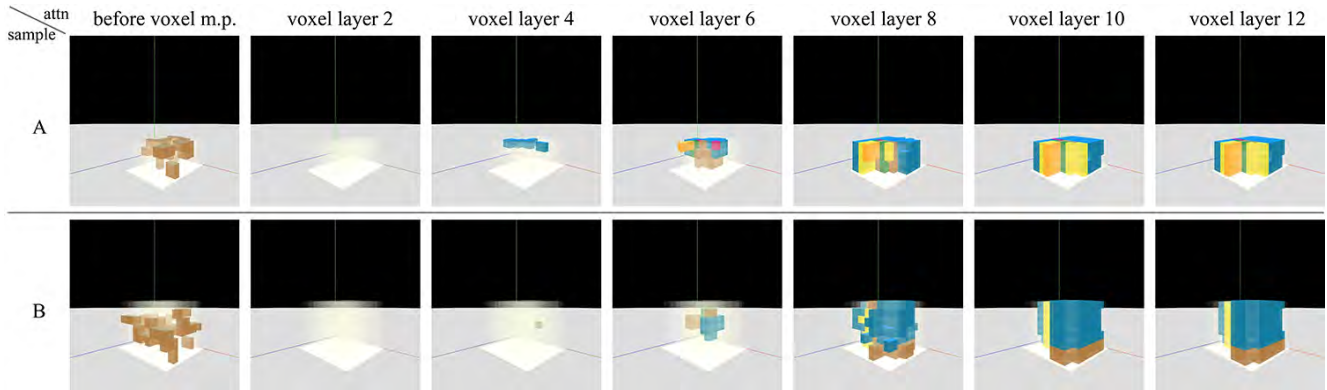 attn
sample
before voxel m.p. voxel layer 2 voxel layer 4 voxel layer 6 voxel layer 8 voxel layer 10 voxel layer 12
A
B